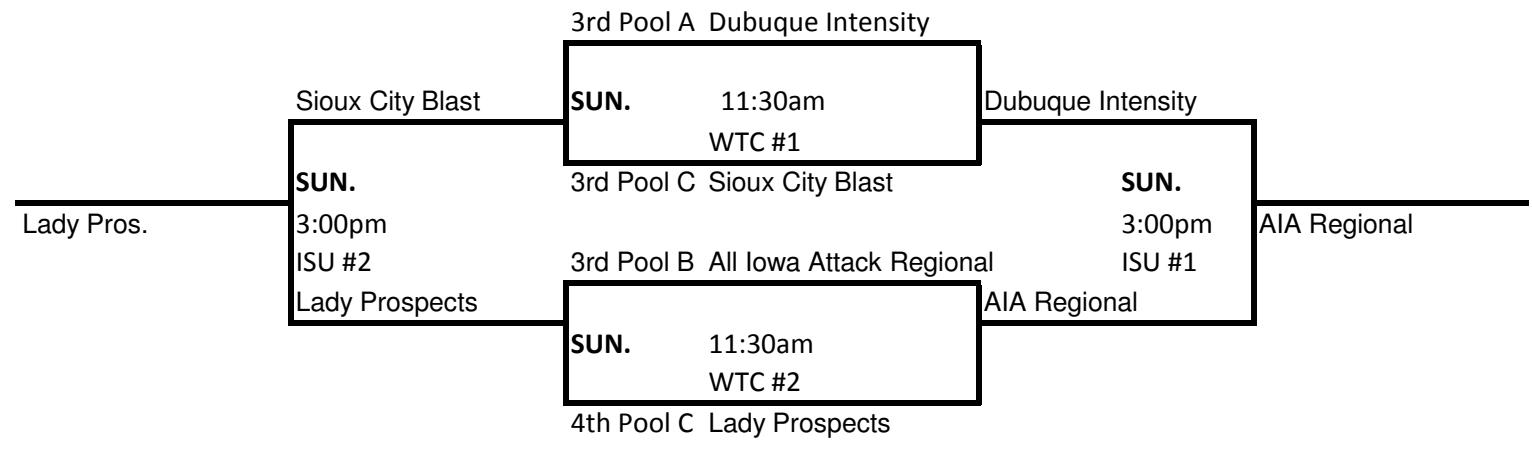 3rd Pool A Dubuque Intensity
Sioux City Blast SUN. 11:30am Dubuque Intensity
WTC #1
SUN. 3rd Pool C Sioux City Blast SUN.
Lady Pros. 3:00pm 3:00pm AIA Regional
ISU #2 3rd Pool B All Iowa Attack Regional ISU #1
Lady Prospects AIA Regional
SUN. 11:30am
WTC #2
4th Pool C Lady Prospects